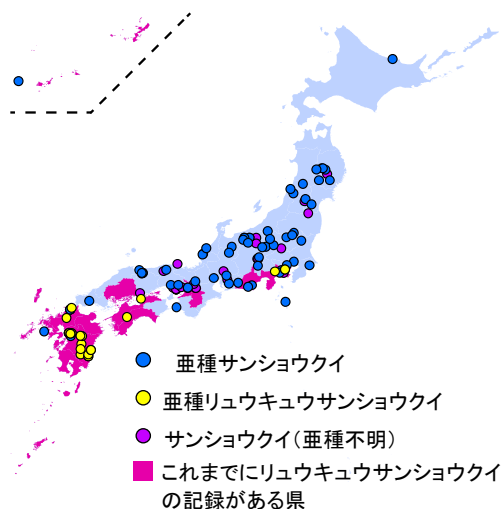 亜種サンショウクイ
亜種リュウキュウサンショウクイ
サンショウクイ(亜種不明)
これまでにリュウキュウサンショウクイ
の記録がある県